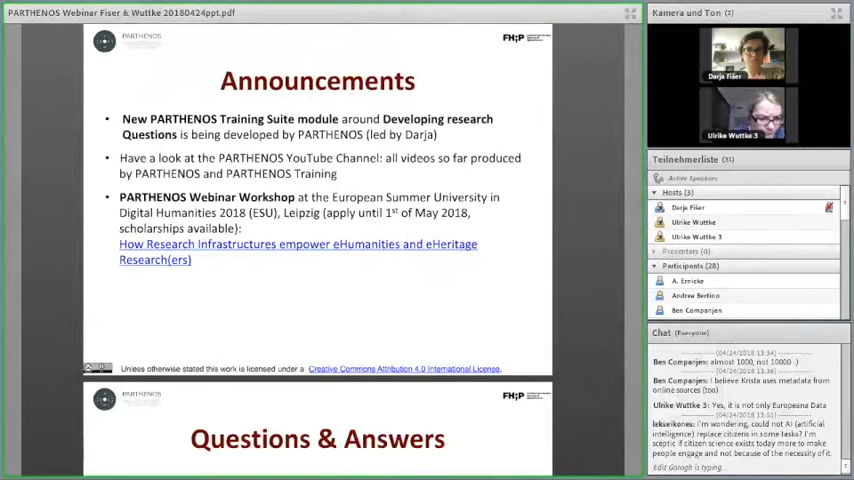 PARTHENOS Webinar Fiser & Wuttke 20180424ppt.pdf
PARTHENOS
FH;P
Announcements
• New PARTHENOS Training Suite module around Developing research
Questions is being developed by PARTHENOS (led by Darja)
• Have a look at the PARTHENOS YouTube Channel: all videos so far produced
by PARTHENOS and PARTHENOS Training
• PARTHENOS Webinar Workshop at the European Summer University in
Digital Humanities 2018 (ESU), Leipzig (apply until 1st of May 2018,
scholarships available):
How Research Infrastructures empower eHumanities and eHeritage
Research(ers)
Unless otherwise stated this work is licensed under a Creative Commons Attribution 4.0 International License.
PARTHENOS
FH;P
Questions & Answers
Kamera und Ton (2)
Darja Fišer
Ulrike Wuttke 3
Teilnehmerliste (31)
Active Speakers
Hosts (3)
Darja Fišer
Ulrike Wuttke
Ulrike Wuttke 3
Presenters (0)
Participants (28)
A. Ernicke
Andrea Bertino
Ben Companjen
Chat (Everyone)
(04/24/2018 13:34)
Ben Companjen: almost 1000, not 10000 :)
(04/24/2018 13:36)
Ben Companjen: I believe Krista uses metadata from
online sources (too)
Ulrike Wuttke 3: Yes, it is not only Europeana Data
(04/24/2018 13:51)
lekseikones: I'm wondering, could not AI (artificial
intelligence) replace citizens in some tasks? I'm
sceptic if citizen science exists today more to make
people engage and not because of the necessity of it.
Edit Gorogh is typing...